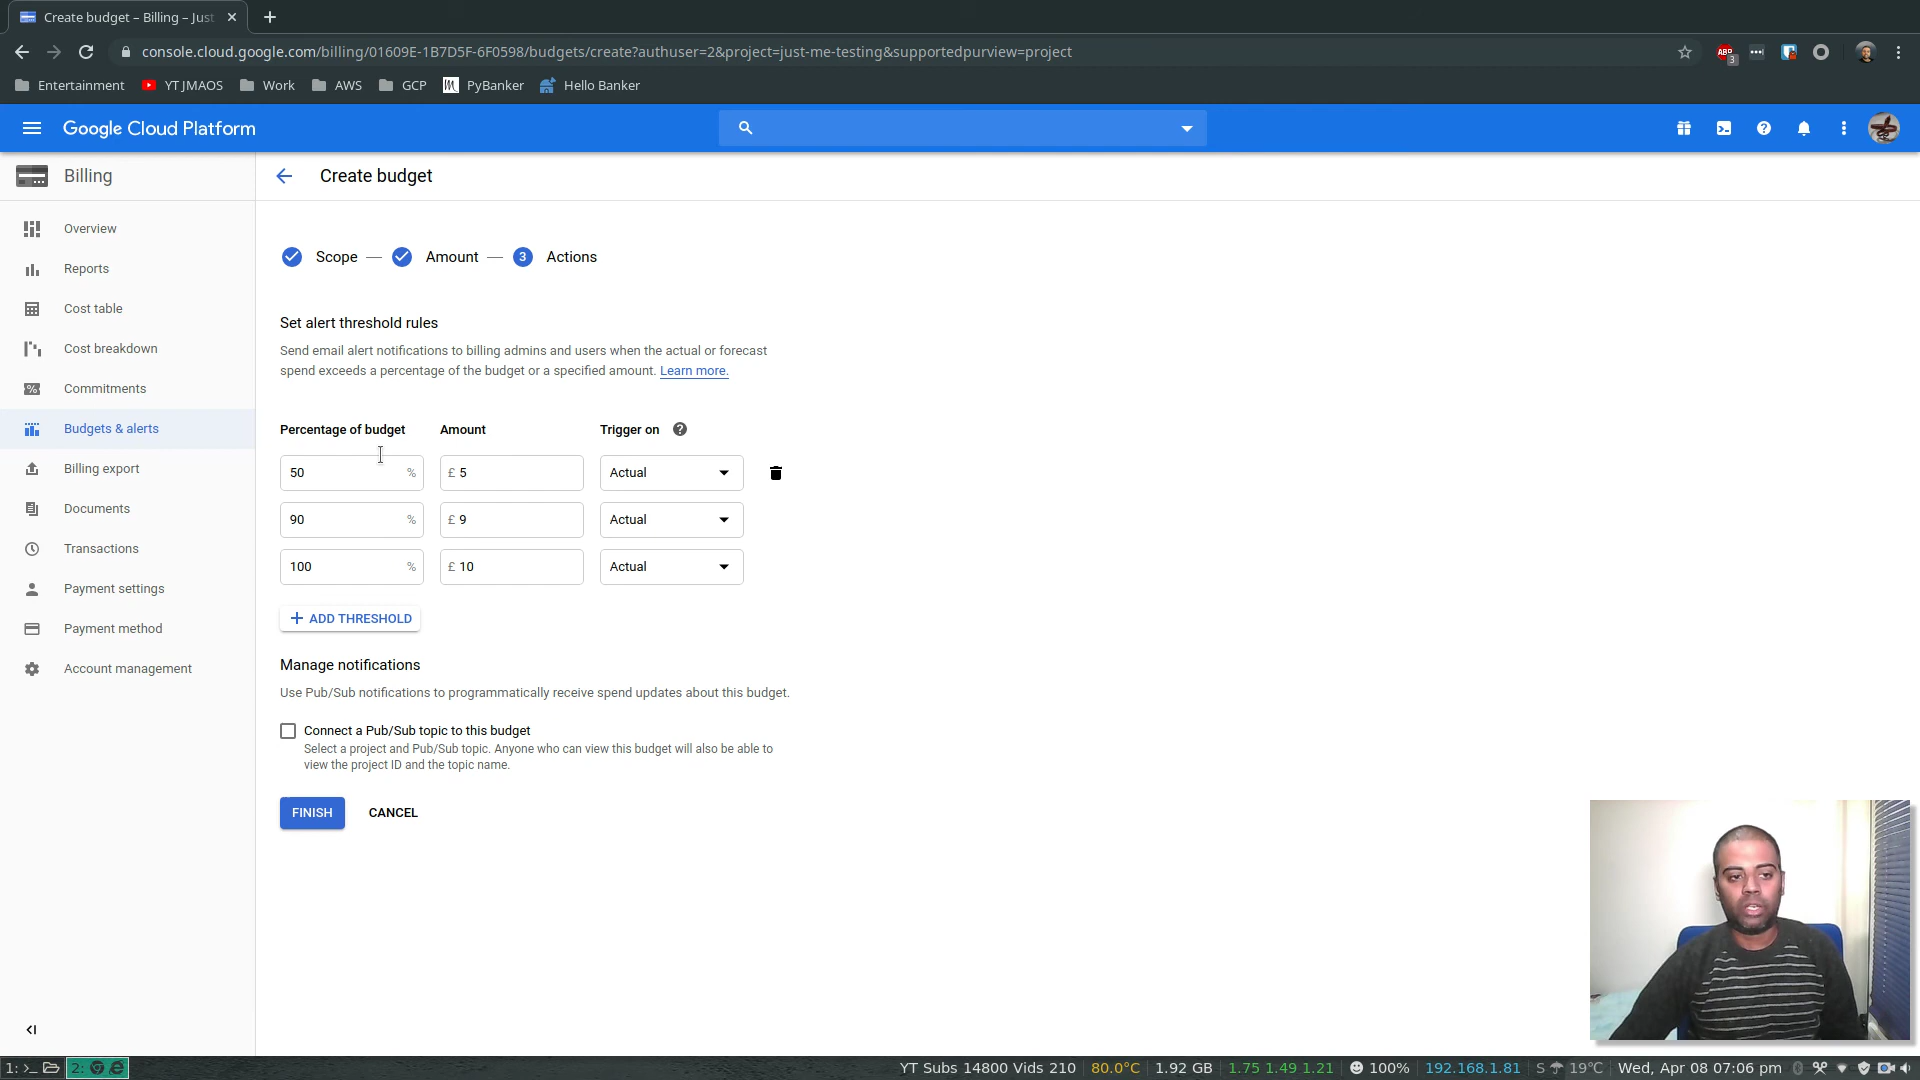 Create budget – Billing – Jus
console.cloud.google.com/billing/01609E-1B7D5F-6F0598/budgets/create?authuser=2&project=just-me-testing&supportedpurview=project
ABP
3
Entertainment
YT JMAOS
Work
AWS
GCP
PyBanker
Hello Banker
Google Cloud Platform
Billing
Create budget
Overview
Reports
Cost table
Cost breakdown
Commitments
Budgets & alerts
Billing export
Documents
Transactions
Payment settings
Payment method
Account management
Scope — Amount — 3 Actions
Set alert threshold rules
Send email alert notifications to billing admins and users when the actual or forecast
spend exceeds a percentage of the budget or a specified amount. Learn more.
Percentage of budget Amount Trigger on
50 % £ 5 Actual
90 % £ 9 Actual
100 % £ 10 Actual
+ ADD THRESHOLD
Manage notifications
Use Pub/Sub notifications to programmatically receive spend updates about this budget.
Connect a Pub/Sub topic to this budget
Select a project and Pub/Sub topic. Anyone who can view this budget will also be able to
view the project ID and the topic name.
FINISH CANCEL
1: 2: YT Subs 14800 Vids 210 80.0°C 1.92 GB 1.75 1.49 1.21 100% 192.168.1.81 S 19°C Wed, Apr 08 07:06 pm